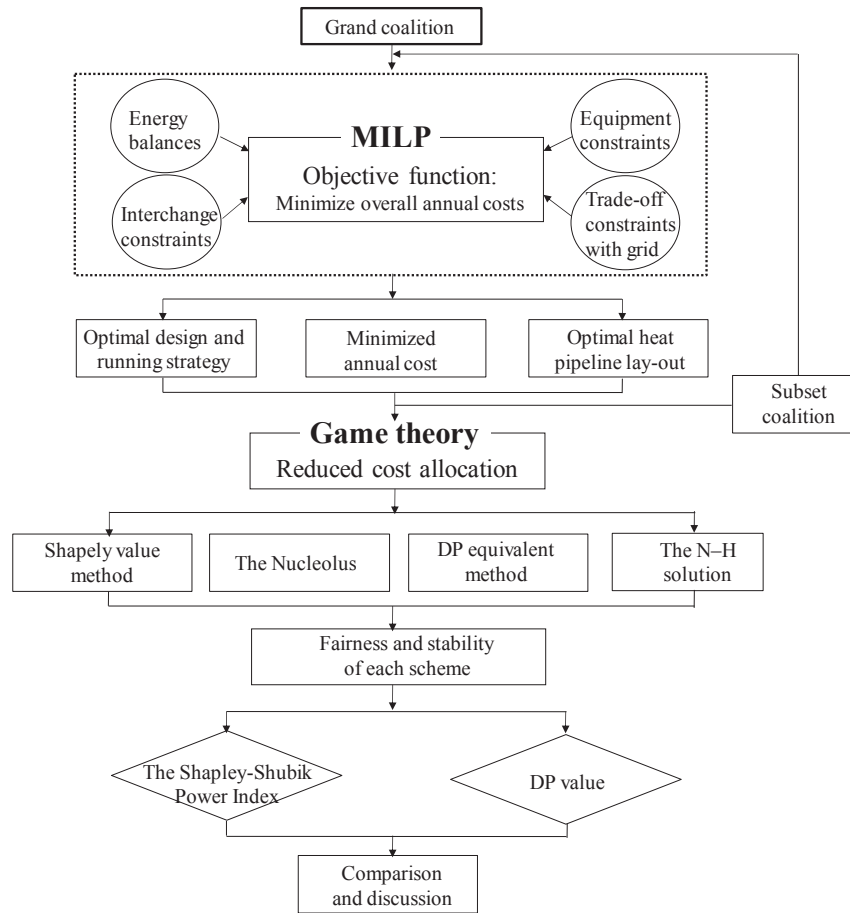 Grand coalition
Energy
balances
Equipment
constraints
MILP
Objective function:
Minimize overall annual costs
Interchange
constraints
Trade-off
constraints
with grid
Optimal design and
running strategy
Minimized
annual cost
Optimal heat
pipeline lay-out
Subset
coalition
Game theory
Reduced cost allocation
Shapely value
method
The Nucleolus
DP equivalent
method
The N–H
solution
Fairness and stability
of each scheme
The Shapley-Shubik
Power Index
DP value
Comparison
and discussion